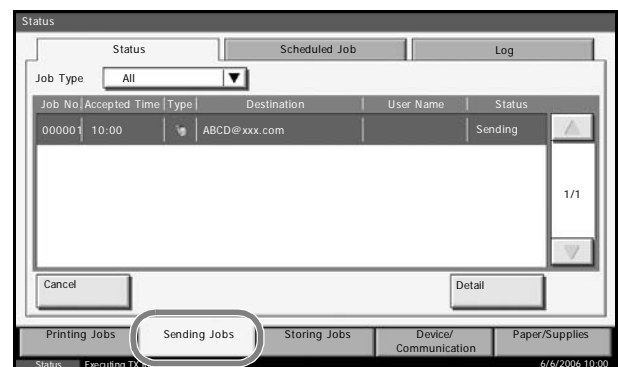 Status
Status Scheduled Job Log
Job Type All
Job No. Accepted Time Type Destination User Name Status
000001 10:00 ABCD@xxx.com Sending
1/1
Cancel Detail
Printing Jobs Sending Jobs Storing Jobs Device/ Paper/Supplies
Communication
Status Executing TX 6/6/2006 10:00